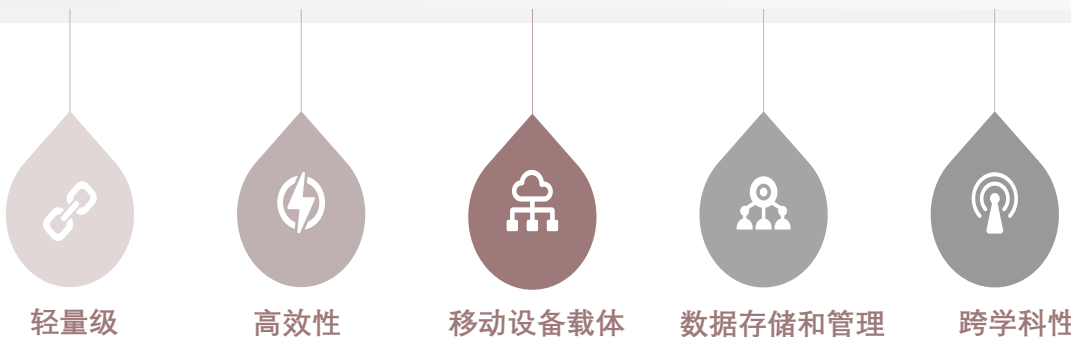 轻量级
高效性
移动设备载体
数据存储和管理
跨学科性